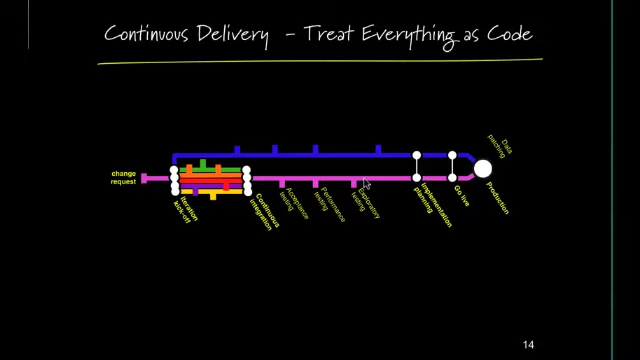 Continuous Delivery - Treat Everything as Code
Data
patching
change
request
Iteration
kick-off
Continuous
integration
Acceptance
testing
Performance
testing
Exploratory
testing
Implementation
planning
Go live
Production
14